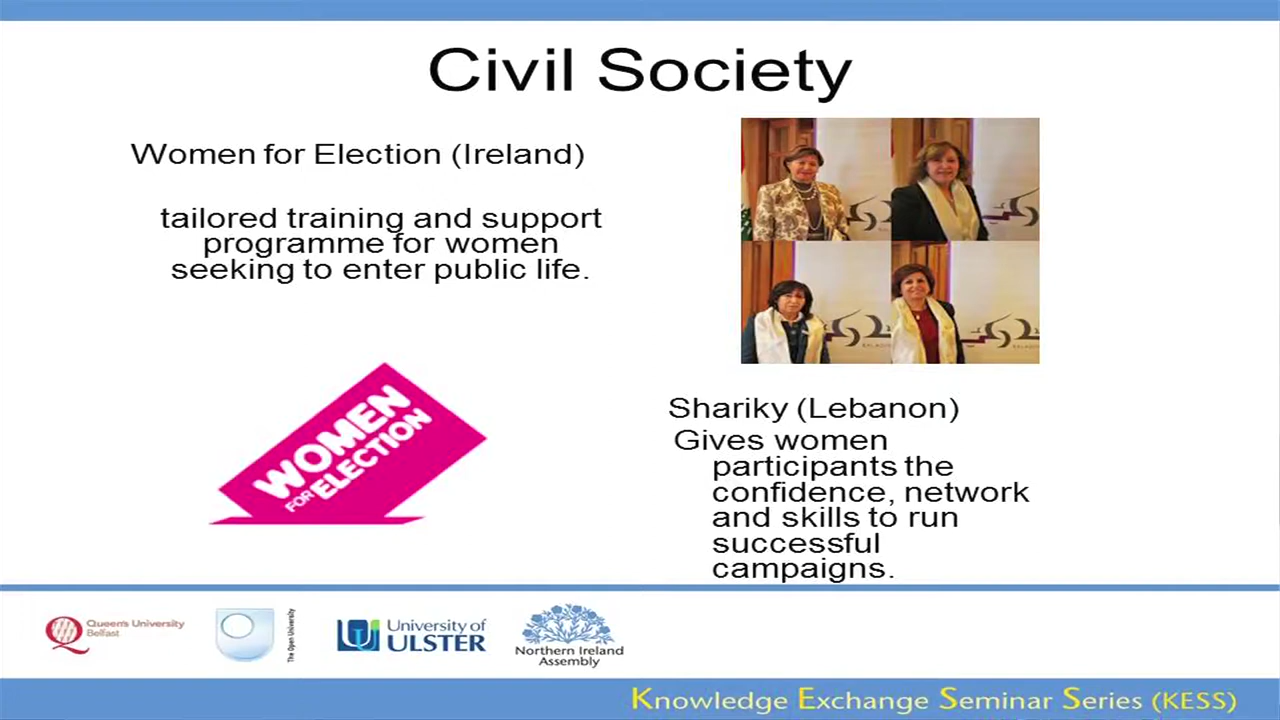 Civil Society
Women for Election (Ireland)
tailored training and support
programme for women
seeking to enter public life.
WOMEN
FOR ELECTION
Shariky (Lebanon)
Gives women
participants the
confidence, network
and skills to run
successful
campaigns.
Queen's University
Belfast
The Open University
University of
ULSTER
Northern Ireland
Assembly
Knowledge Exchange Seminar Series (KESS)